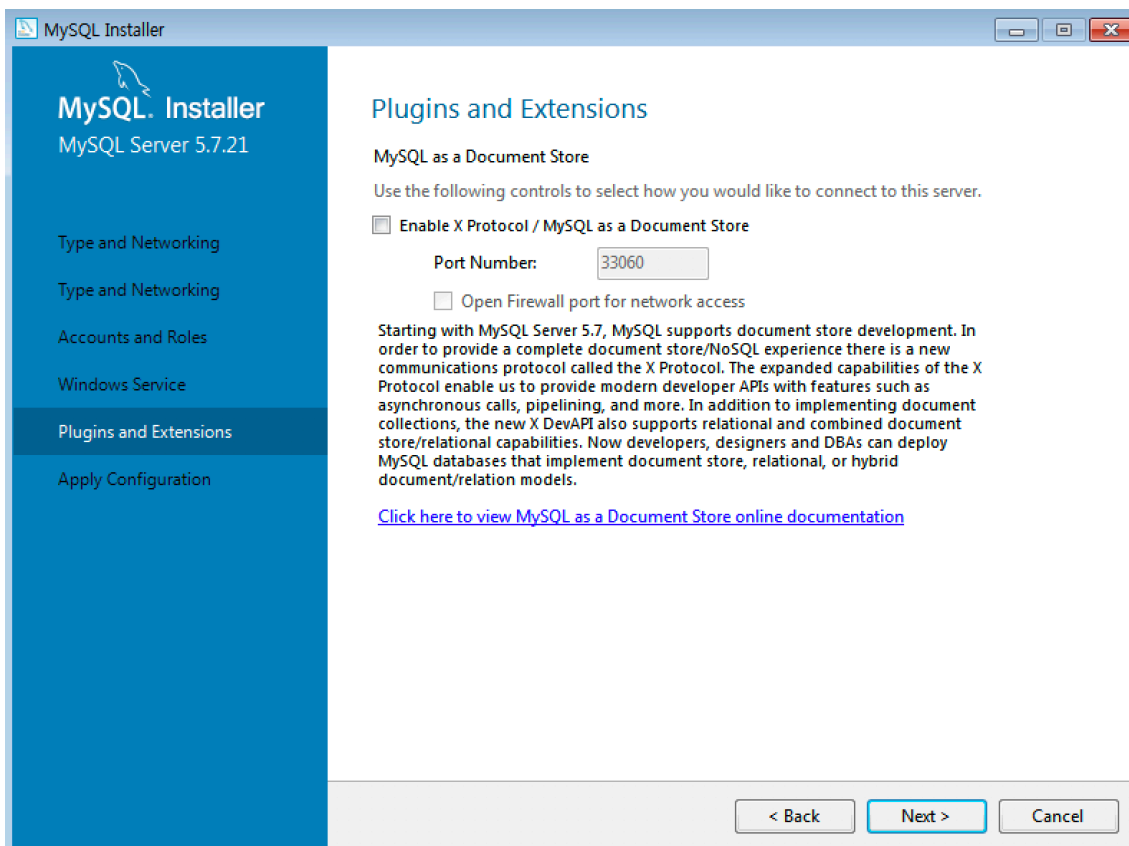 MySQL Installer
MySQL. Installer
MySQL Server 5.7.21
Type and Networking
Type and Networking
Accounts and Roles
Windows Service
Plugins and Extensions
Apply Configuration
Plugins and Extensions
MySQL as a Document Store
Use the following controls to select how you would like to connect to this server.
Enable X Protocol / MySQL as a Document Store
Port Number: 33060
Open Firewall port for network access
Starting with MySQL Server 5.7, MySQL supports document store development. In
order to provide a complete document store/NoSQL experience there is a new
communications protocol called the X Protocol. The expanded capabilities of the X
Protocol enable us to provide modern developer APIs with features such as
asynchronous calls, pipelining, and more. In addition to implementing document
collections, the new X DevAPI also supports relational and combined document
store/relational capabilities. Now developers, designers and DBAs can deploy
MySQL databases that implement document store, relational, or hybrid
document/relation models.
Click here to view MySQL as a Document Store online documentation
< Back Next > Cancel